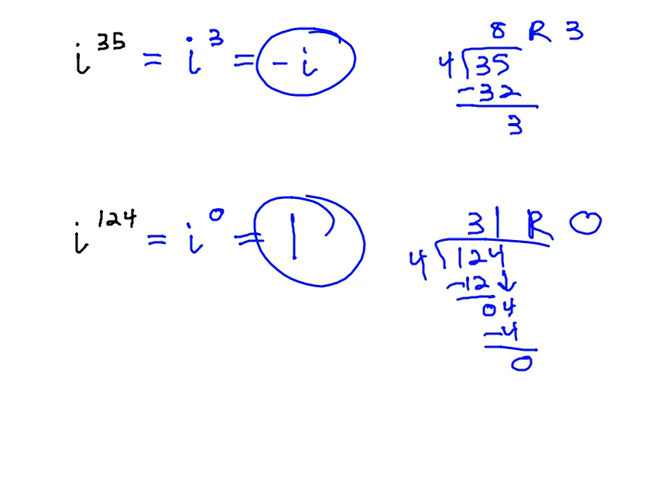 i^35 = i^3 = -i
8 R 3
4 35
-32
3
i^124 = i^0 = 1
31 R 0
4 124
-12↓
04
-4
0